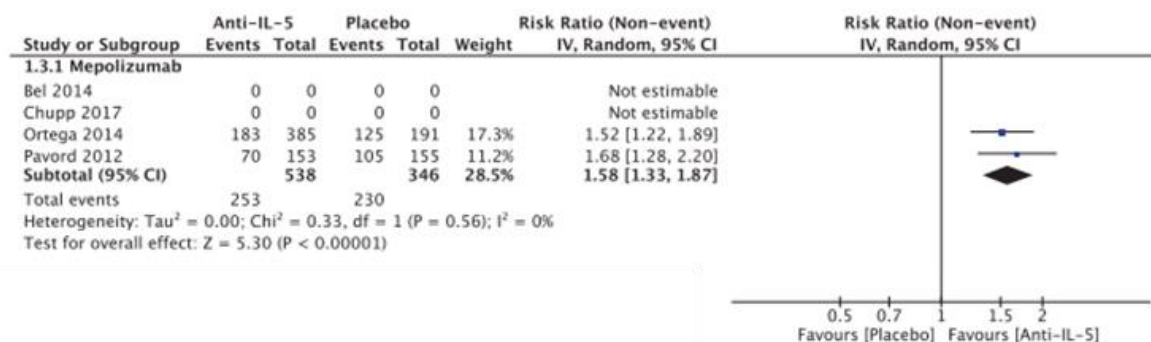 Anti-IL-5 Placebo Risk Ratio (Non-event) Risk Ratio (Non-event)
Study or Subgroup Events Total Events Total Weight IV, Random, 95% CI IV, Random, 95% CI
1.3.1 Mepolizumab
Bel 2014 0 0 0 0 Not estimable
Chupp 2017 0 0 0 0 Not estimable
Ortega 2014 183 385 125 191 17.3% 1.52 [1.22, 1.89]
Pavord 2012 70 153 105 155 11.2% 1.68 [1.28, 2.20]
Subtotal (95% CI) 538 346 28.5% 1.58 [1.33, 1.87]
Total events 253 230
Heterogeneity: Tau² = 0.00; Chi² = 0.33, df = 1 (P = 0.56); I² = 0%
Test for overall effect: Z = 5.30 (P < 0.00001)
0.5 0.7 1 1.5 2
Favours [Placebo] Favours [Anti-IL-5]